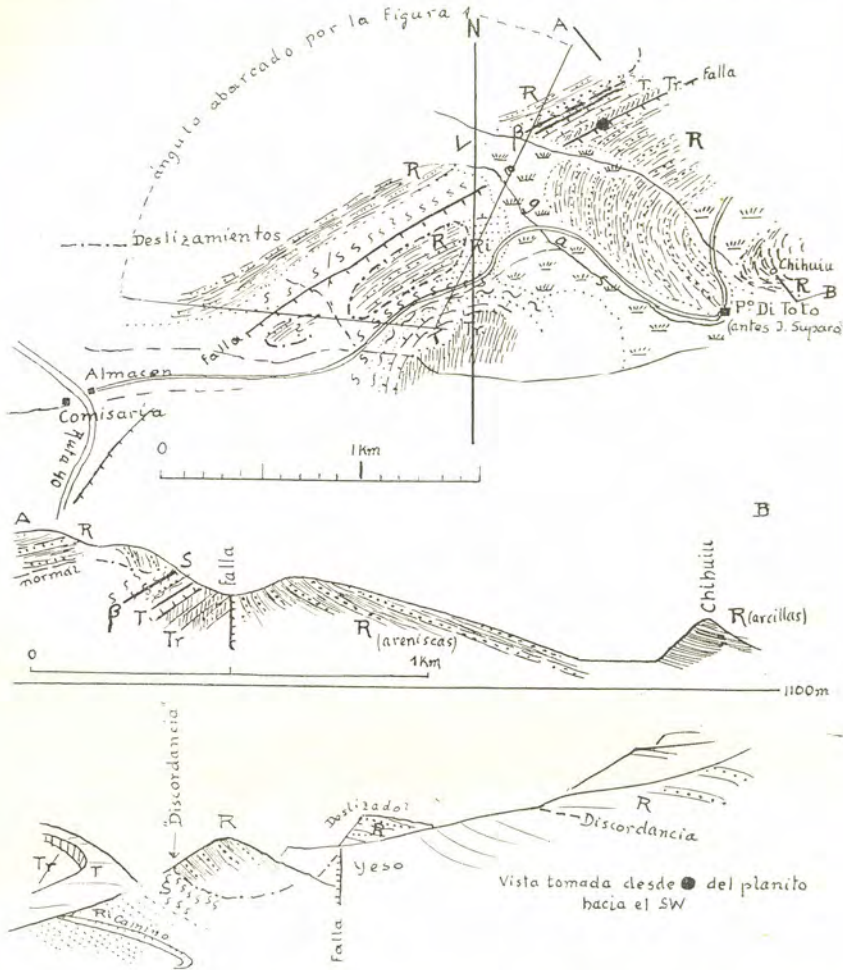 ángulo abarcado por la Figura 1
N
A
Falla
T Tr
R
β
R
V e g a s
R
Deslizamientos
S S S S
R Ri
Chihuiu
R
B
Pº Di Toto
(antes J. Suparo)
Falla
Tr
Almacen
Comisaría
Ruta 40
0 1Km
A R
B
normal
S
Falla
Chihuiu
β
T
Tr
R
(areniscas)
R (arcillas)
0 1Km
1100m
Discordancia
R
Deslizado?
R
R
Discordancia
Tr T
S
yeso
Ri Camino
Falla
Vista tomada desde ● del planito
hacia el SW